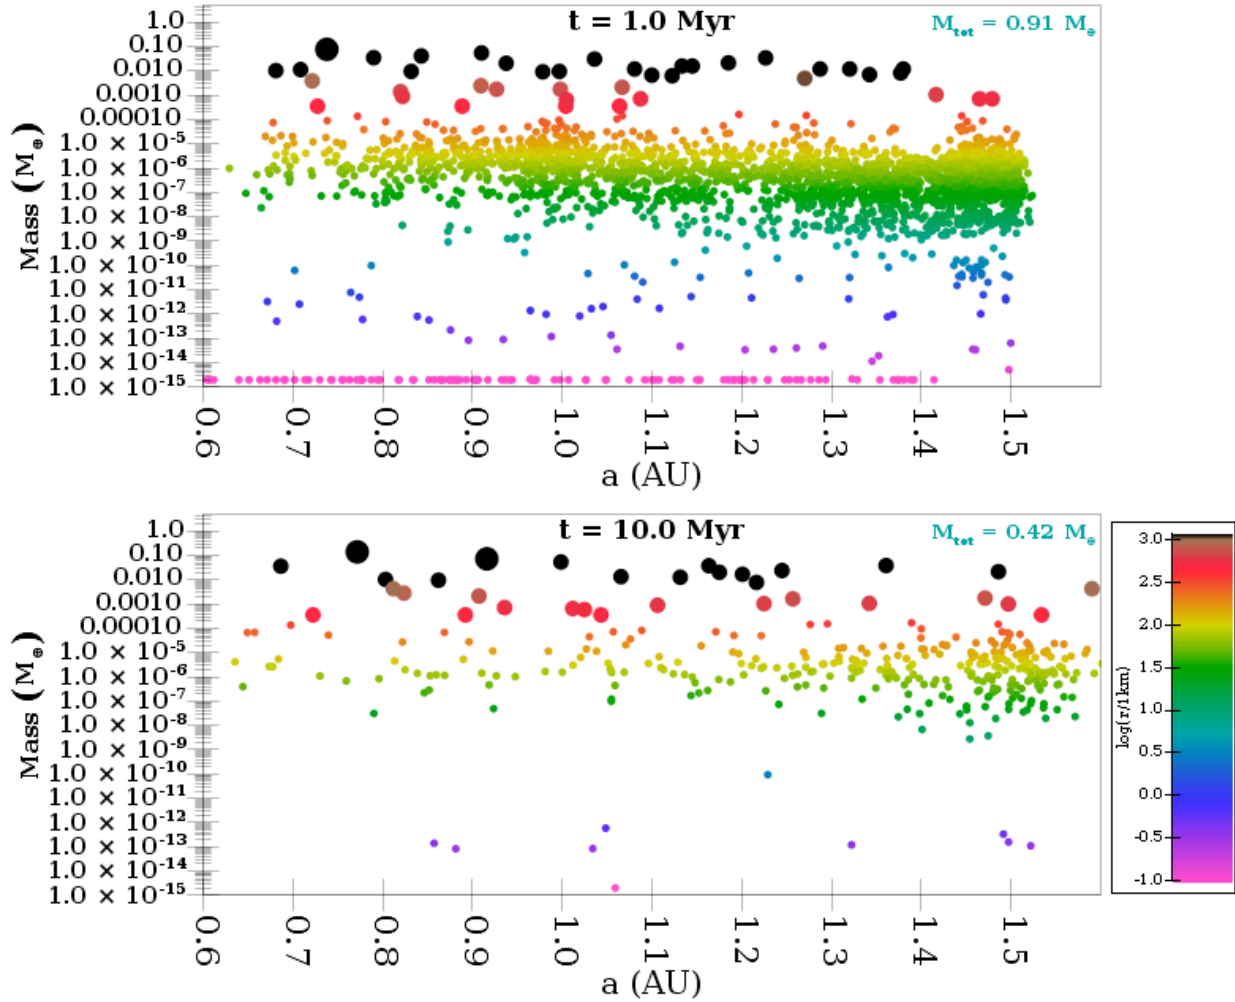 t = 1.0 Myr
M_tot = 0.91 M_⊕
Mass (M_⊕)
1.0
0.10
0.010
0.0010
0.00010
1.0 × 10^-5
1.0 × 10^-6
1.0 × 10^-7
1.0 × 10^-8
1.0 × 10^-9
1.0 × 10^-10
1.0 × 10^-11
1.0 × 10^-12
1.0 × 10^-13
1.0 × 10^-14
1.0 × 10^-15
0.6 0.7 0.8 0.9 1.0 1.1 1.2 1.3 1.4 1.5
a (AU)
t = 10.0 Myr
M_tot = 0.42 M_⊕
Mass (M_⊕)
1.0
0.10
0.010
0.0010
0.00010
1.0 × 10^-5
1.0 × 10^-6
1.0 × 10^-7
1.0 × 10^-8
1.0 × 10^-9
1.0 × 10^-10
1.0 × 10^-11
1.0 × 10^-12
1.0 × 10^-13
1.0 × 10^-14
1.0 × 10^-15
0.6 0.7 0.8 0.9 1.0 1.1 1.2 1.3 1.4 1.5
a (AU)
log(r/1km)
3.0
2.5
2.0
1.5
1.0
0.5
0.0
-0.5
-1.0